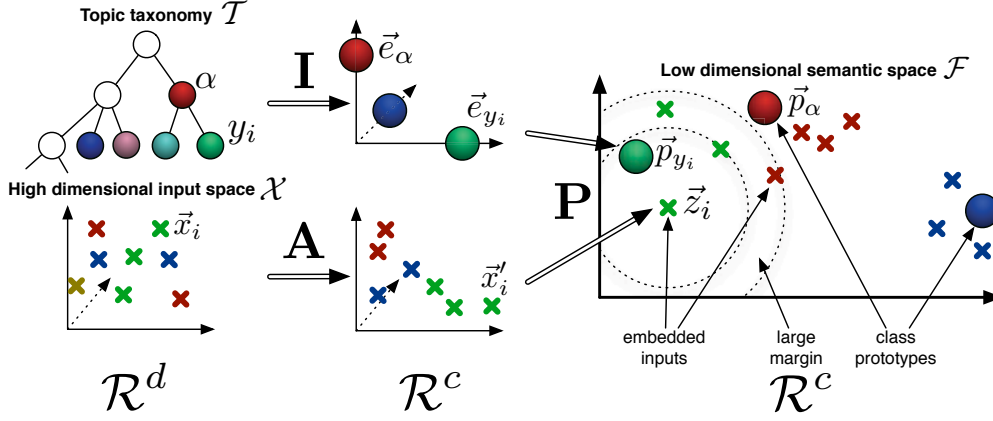 Topic taxonomy 𝒯
α
y_i
I
e⃗_α
e⃗_{y_i}
Low dimensional semantic space ℱ
p⃗_α
p⃗_{y_i}
z⃗_i
P
High dimensional input space 𝒳
x⃗_i
A
x⃗'_i
embedded
inputs
large
margin
class
prototypes
ℛ^d
ℛ^c
ℛ^c